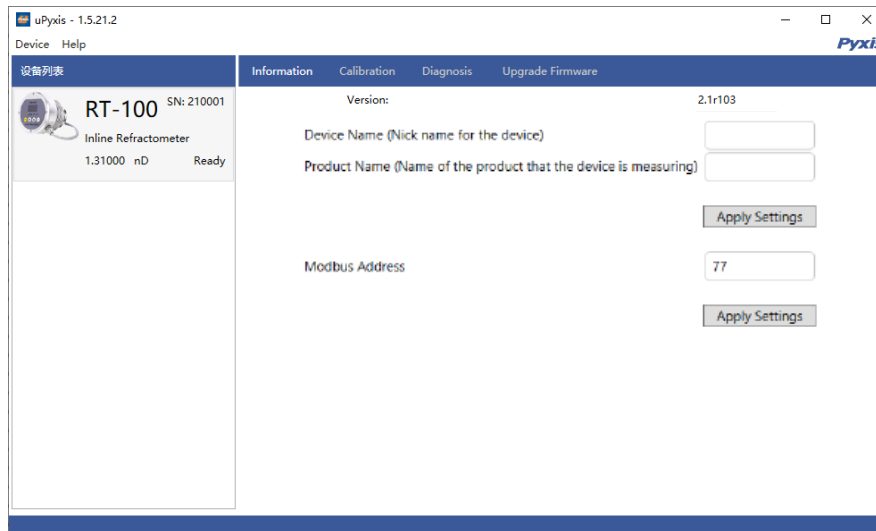 uPyxis - 1.5.21.2
Device Help
Pyxis
设备列表
Information Calibration Diagnosis Upgrade Firmware
RT-100 SN: 210001
Inline Refractometer
1.31000 nD Ready
Version: 2.1r103
Device Name (Nick name for the device)
Product Name (Name of the product that the device is measuring)
Apply Settings
Modbus Address 77
Apply Settings